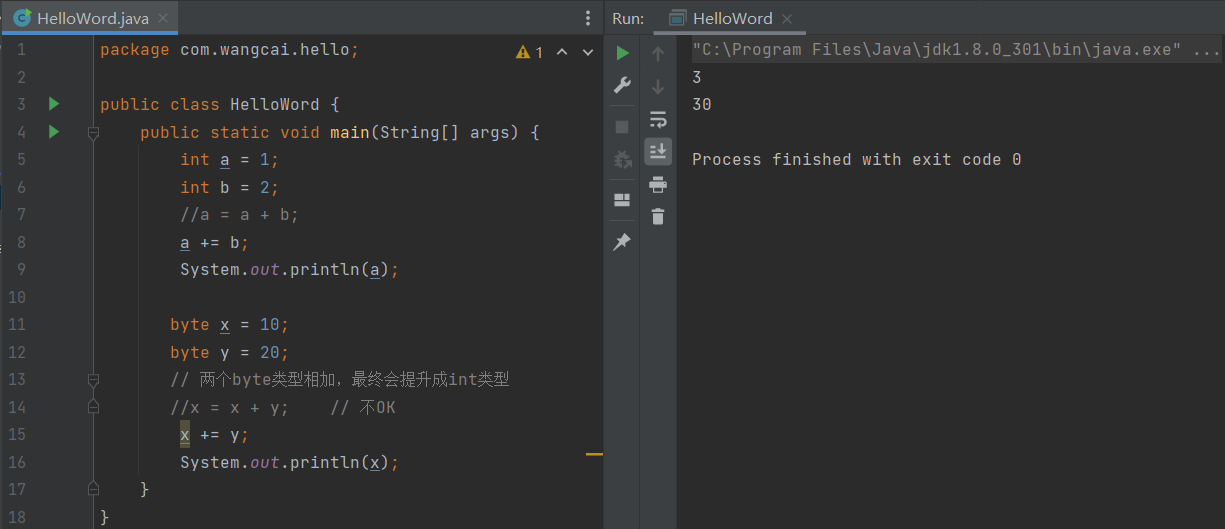 HelloWord.java
1 package com.wangcai.hello;
1
2
3 public class HelloWord {
4 public static void main(String[] args) {
5 int a = 1;
6 int b = 2;
7 //a = a + b;
8 a += b;
9 System.out.println(a);
10
11 byte x = 10;
12 byte y = 20;
13 // 两个byte类型相加，最终会提升成int类型
14 //x = x + y; // 不OK
15 x += y;
16 System.out.println(x);
17 }
18 }
Run: HelloWord
"C:\Program Files\Java\jdk1.8.0_301\bin\java.exe" ...
3
30
Process finished with exit code 0